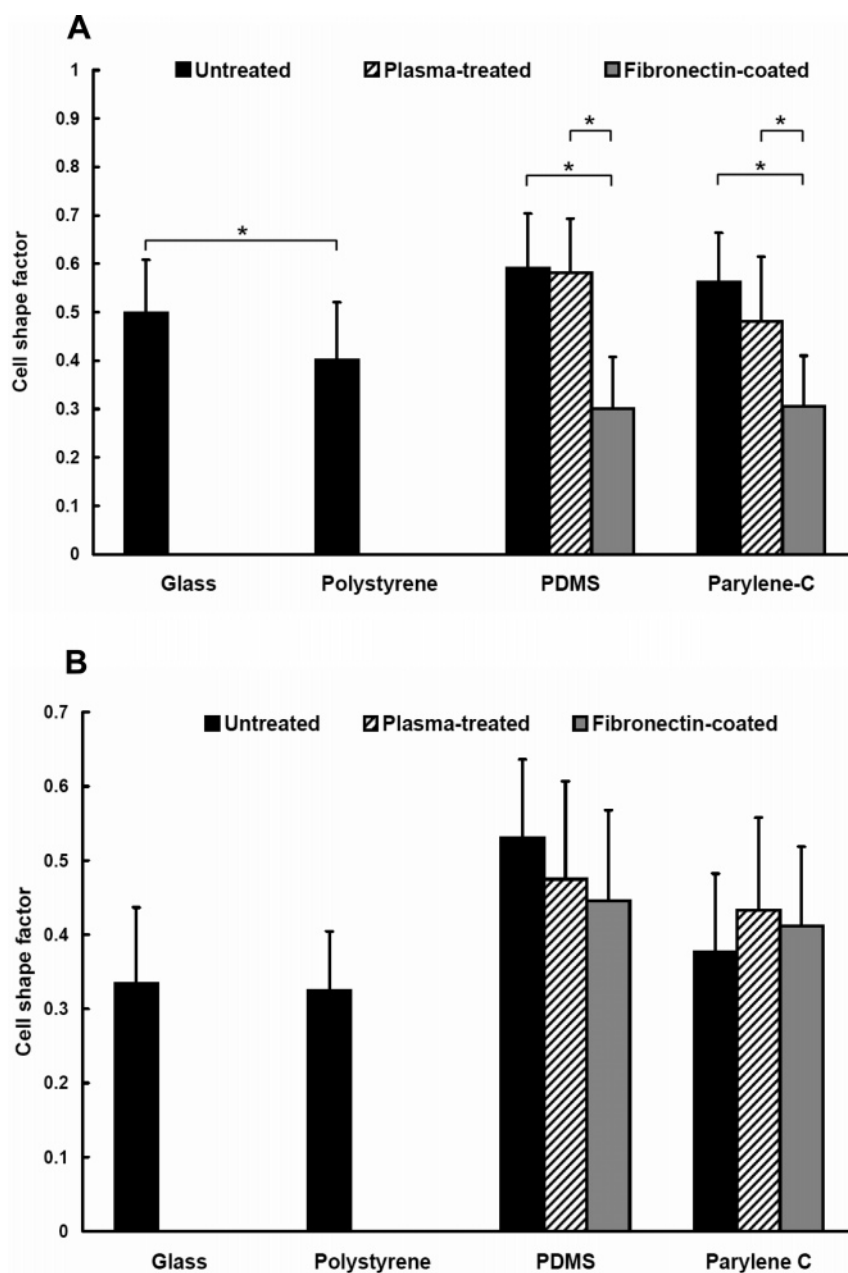 A
Untreated Plasma-treated Fibronectin-coated
1
0.9
0.8
0.7
0.6
0.5
0.4
0.3
0.2
0.1
0
Cell shape factor
* * * * *
Glass Polystyrene PDMS Parylene-C
B
Untreated Plasma-treated Fibronectin-coated
0.7
0.6
0.5
0.4
0.3
0.2
0.1
0
Cell shape factor
Glass Polystyrene PDMS Parylene C